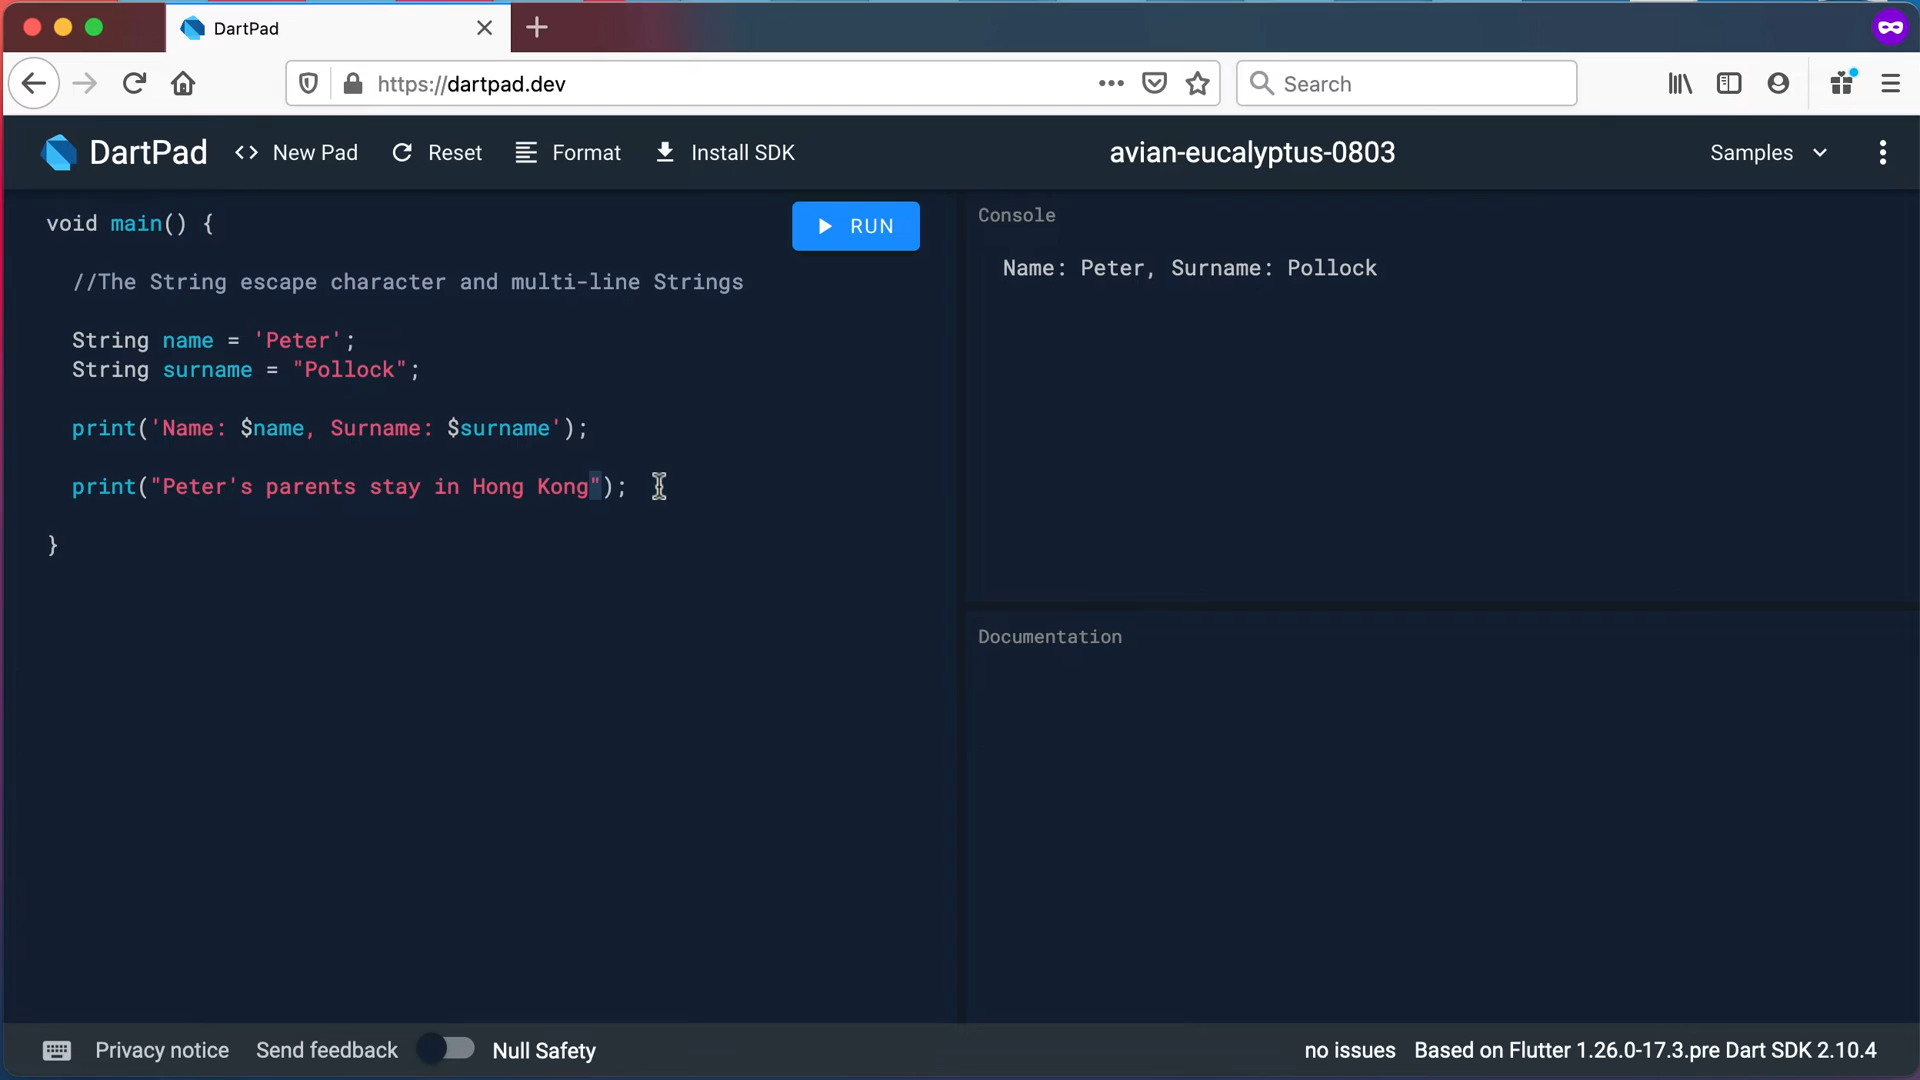 DartPad
https://dartpad.dev
Search
DartPad
<> New Pad
Reset
Format
Install SDK
avian-eucalyptus-0803
Samples
void main() {
//The String escape character and multi-line Strings
String name = 'Peter';
String surname = "Pollock";
print('Name: $name, Surname: $surname');
print("Peter's parents stay in Hong Kong");
}
RUN
Console
Name: Peter, Surname: Pollock
Documentation
Privacy notice
Send feedback
Null Safety
no issues
Based on Flutter 1.26.0-17.3.pre Dart SDK 2.10.4